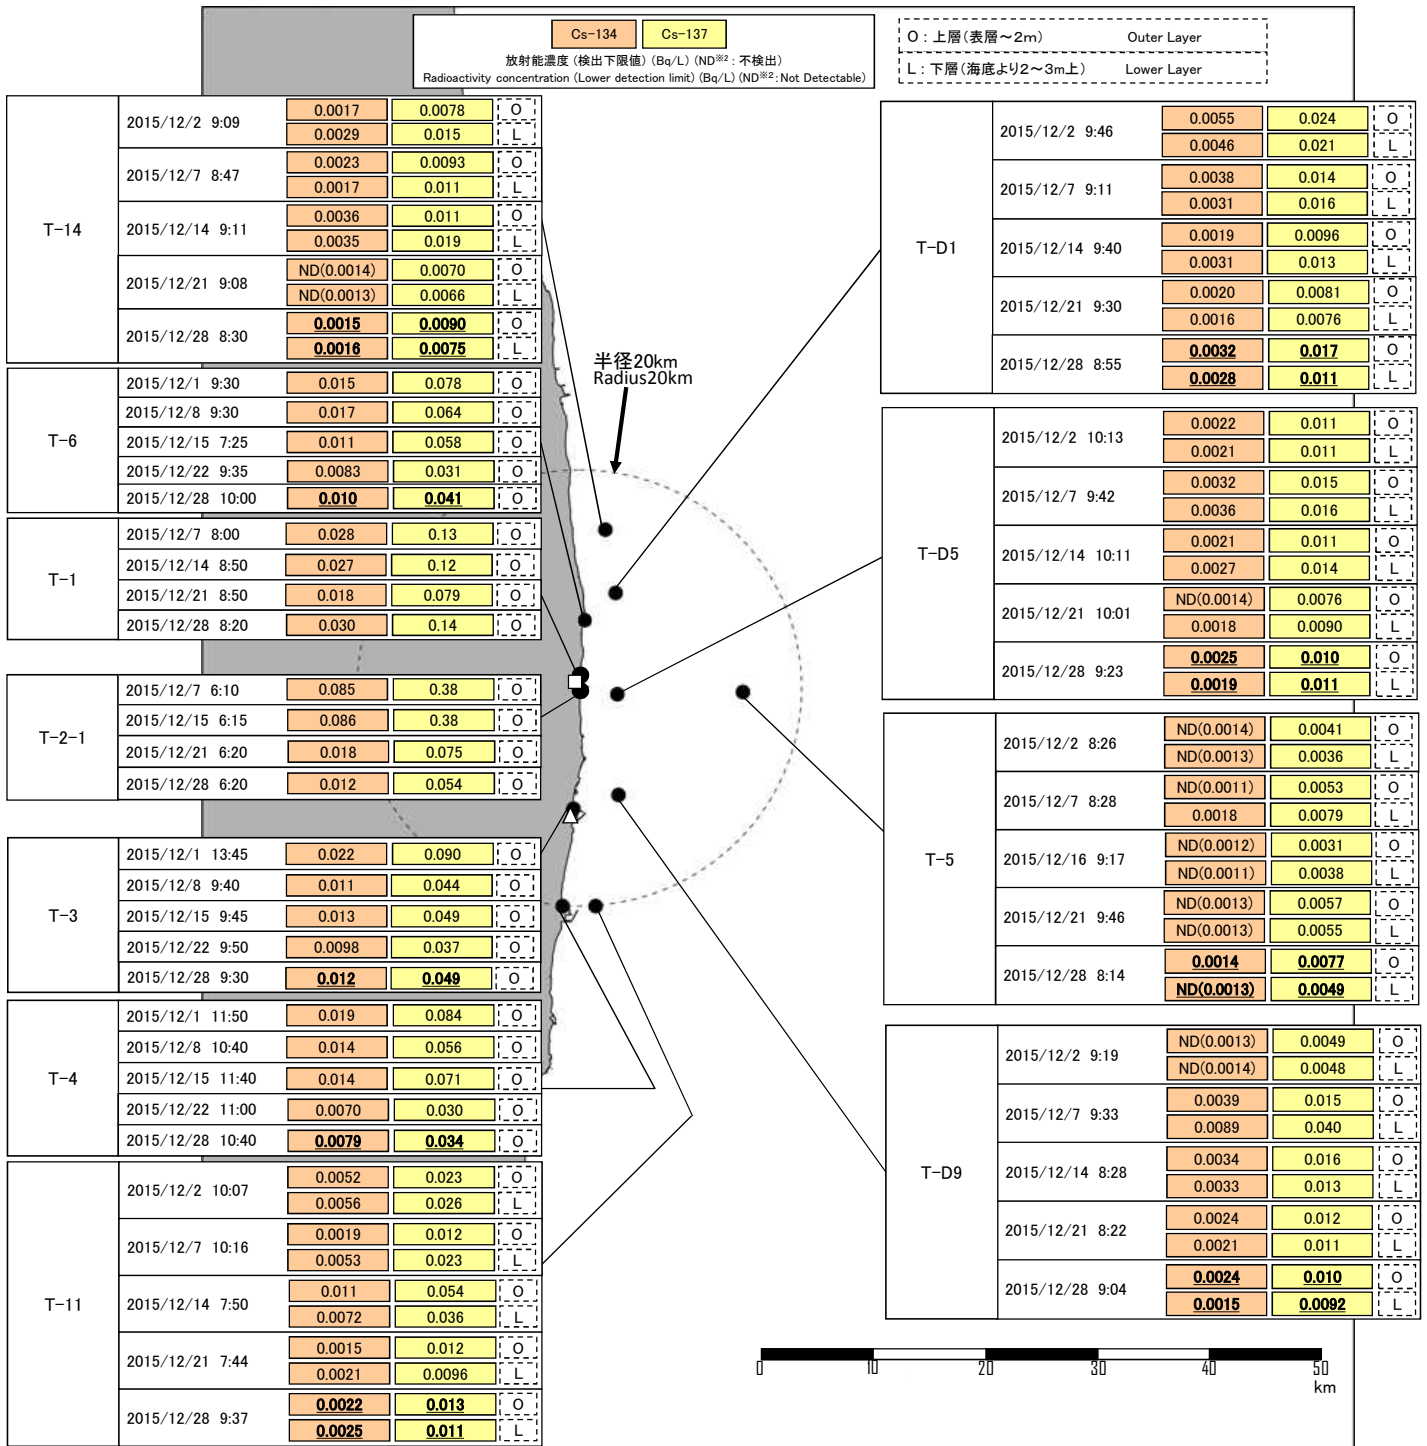 Cs-134 Cs-137
放射能濃度 (検出下限値) (Bq/L) (ND※2 : 不検出)
Radioactivity concentration (Lower detection limit) (Bq/L) (ND※2: Not Detectable)
O : 上層(表層～2m) Outer Layer
L : 下層(海底より2～3m上) Lower Layer
T-14
2015/12/2 9:09
0.0017 0.0078 O
0.0029 0.015 L
2015/12/7 8:47
0.0023 0.0093 O
0.0017 0.011 L
2015/12/14 9:11
0.0036 0.011 O
0.0035 0.019 L
2015/12/21 9:08
ND(0.0014) 0.0070 O
ND(0.0013) 0.0066 L
2015/12/28 8:30
0.0015 0.0090 O
0.0016 0.0075 L
T-6
2015/12/1 9:30 0.015 0.078 O
2015/12/8 9:30 0.017 0.064 O
2015/12/15 7:25 0.011 0.058 O
2015/12/22 9:35 0.0083 0.031 O
2015/12/28 10:00 0.010 0.041 O
T-1
2015/12/7 8:00 0.028 0.13 O
2015/12/14 8:50 0.027 0.12 O
2015/12/21 8:50 0.018 0.079 O
2015/12/28 8:20 0.030 0.14 O
T-2-1
2015/12/7 6:10 0.085 0.38 O
2015/12/15 6:15 0.086 0.38 O
2015/12/21 6:20 0.018 0.075 O
2015/12/28 6:20 0.012 0.054 O
T-3
2015/12/1 13:45 0.022 0.090 O
2015/12/8 9:40 0.011 0.044 O
2015/12/15 9:45 0.013 0.049 O
2015/12/22 9:50 0.0098 0.037 O
2015/12/28 9:30 0.012 0.049 O
T-4
2015/12/1 11:50 0.019 0.084 O
2015/12/8 10:40 0.014 0.056 O
2015/12/15 11:40 0.014 0.071 O
2015/12/22 11:00 0.0070 0.030 O
2015/12/28 10:40 0.0079 0.034 O
T-11
2015/12/2 10:07
0.0052 0.023 O
0.0056 0.026 L
2015/12/7 10:16
0.0019 0.012 O
0.0053 0.023 L
2015/12/14 7:50
0.011 0.054 O
0.0072 0.036 L
2015/12/21 7:44
0.0015 0.012 O
0.0021 0.0096 L
2015/12/28 9:37
0.0022 0.013 O
0.0025 0.011 L
半径20km
Radius20km
T-D1
2015/12/2 9:46
0.0055 0.024 O
0.0046 0.021 L
2015/12/7 9:11
0.0038 0.014 O
0.0031 0.016 L
2015/12/14 9:40
0.0019 0.0096 O
0.0031 0.013 L
2015/12/21 9:30
0.0020 0.0081 O
0.0016 0.0076 L
2015/12/28 8:55
0.0032 0.017 O
0.0028 0.011 L
T-D5
2015/12/2 10:13
0.0022 0.011 O
0.0021 0.011 L
2015/12/7 9:42
0.0032 0.015 O
0.0036 0.016 L
2015/12/14 10:11
0.0021 0.011 O
0.0027 0.014 L
2015/12/21 10:01
ND(0.0014) 0.0076 O
0.0018 0.0090 L
2015/12/28 9:23
0.0025 0.010 O
0.0019 0.011 L
T-5
2015/12/2 8:26
ND(0.0014) 0.0041 O
ND(0.0013) 0.0036 L
2015/12/7 8:28
ND(0.0011) 0.0053 O
0.0018 0.0079 L
2015/12/16 9:17
ND(0.0012) 0.0031 O
ND(0.0011) 0.0038 L
2015/12/21 9:46
ND(0.0013) 0.0057 O
ND(0.0013) 0.0055 L
2015/12/28 8:14
0.0014 0.0077 O
ND(0.0013) 0.0049 L
T-D9
2015/12/2 9:19
ND(0.0013) 0.0049 O
ND(0.0014) 0.0048 L
2015/12/7 9:33
0.0039 0.015 O
0.0089 0.040 L
2015/12/14 8:28
0.0034 0.016 O
0.0033 0.013 L
2015/12/21 8:22
0.0024 0.012 O
0.0021 0.011 L
2015/12/28 9:04
0.0024 0.010 O
0.0015 0.0092 L
0 10 20 30 40 50
km